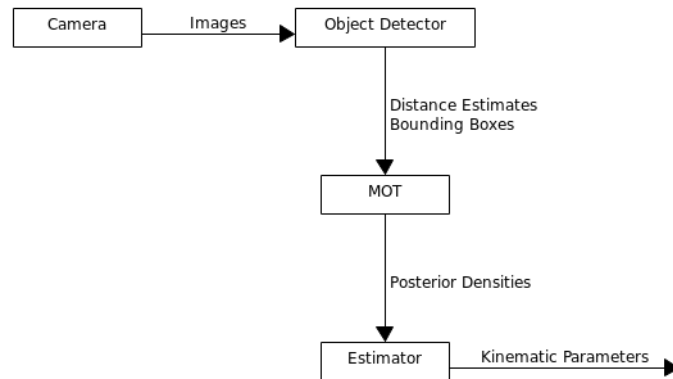 Camera
Images
Object Detector
Distance Estimates
Bounding Boxes
MOT
Posterior Densities
Estimator
Kinematic Parameters